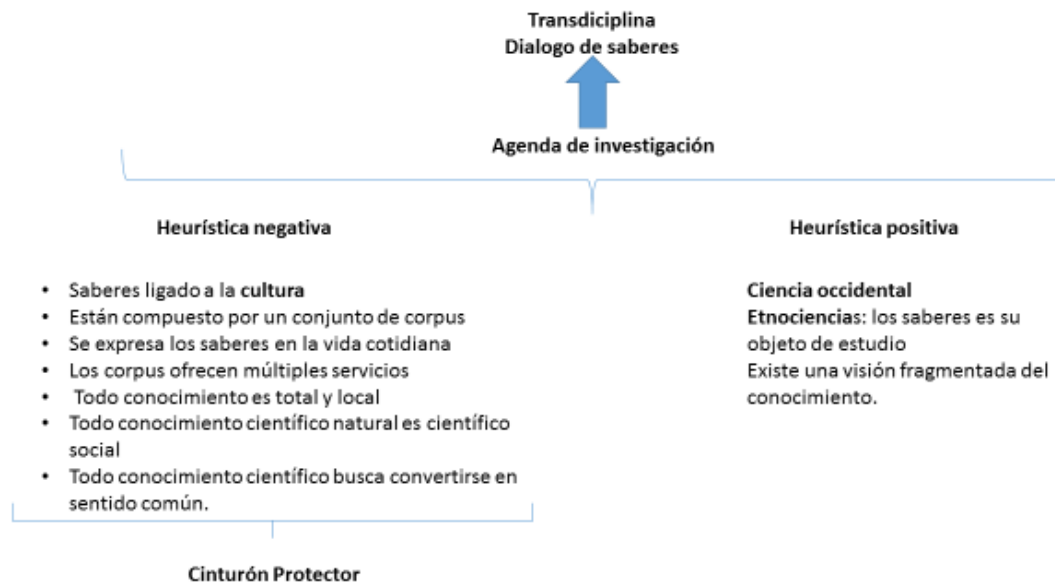 Transdiciplina
Dialogo de saberes
Agenda de investigación
Heurística negativa
• Saberes ligado a la cultura
• Están compuesto por un conjunto de corpus
• Se expresa los saberes en la vida cotidiana
• Los corpus ofrecen múltiples servicios
• Todo conocimiento es total y local
• Todo conocimiento científico natural es científico
social
• Todo conocimiento científico busca convertirse en
sentido común.
Cinturón Protector
Heurística positiva
Ciencia occidental
Etnociencias: los saberes es su
objeto de estudio
Existe una visión fragmentada del
conocimiento.